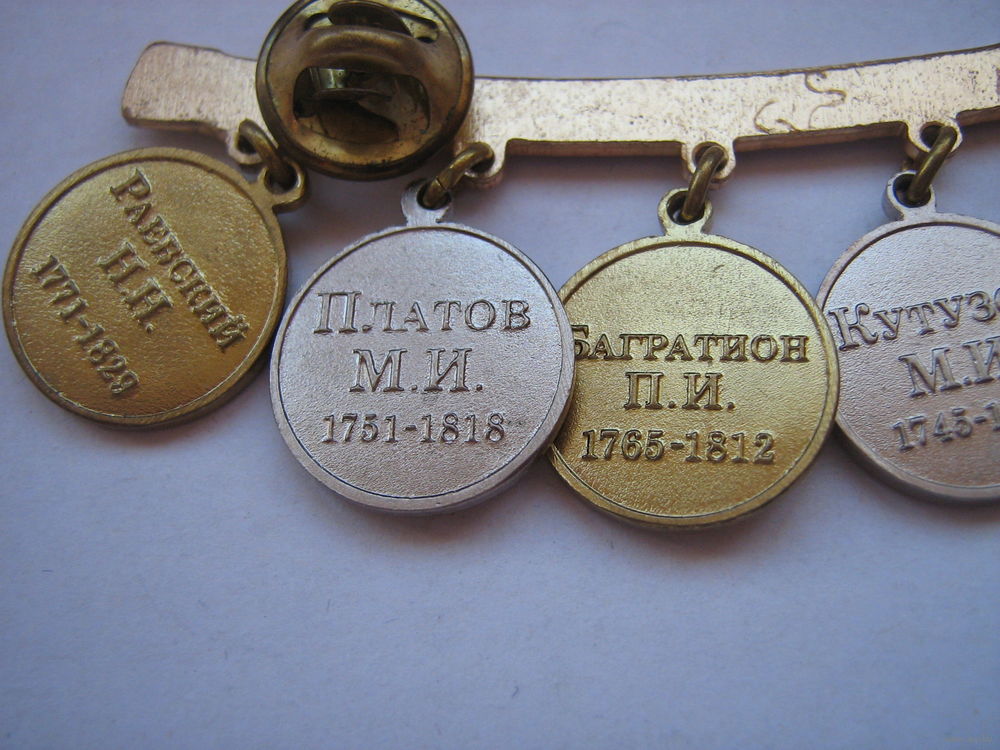 Раевский
Н.Н.
1771-1829
Платов
М.И.
1751-1818
Багратион
П.И.
1765-1812
М.И